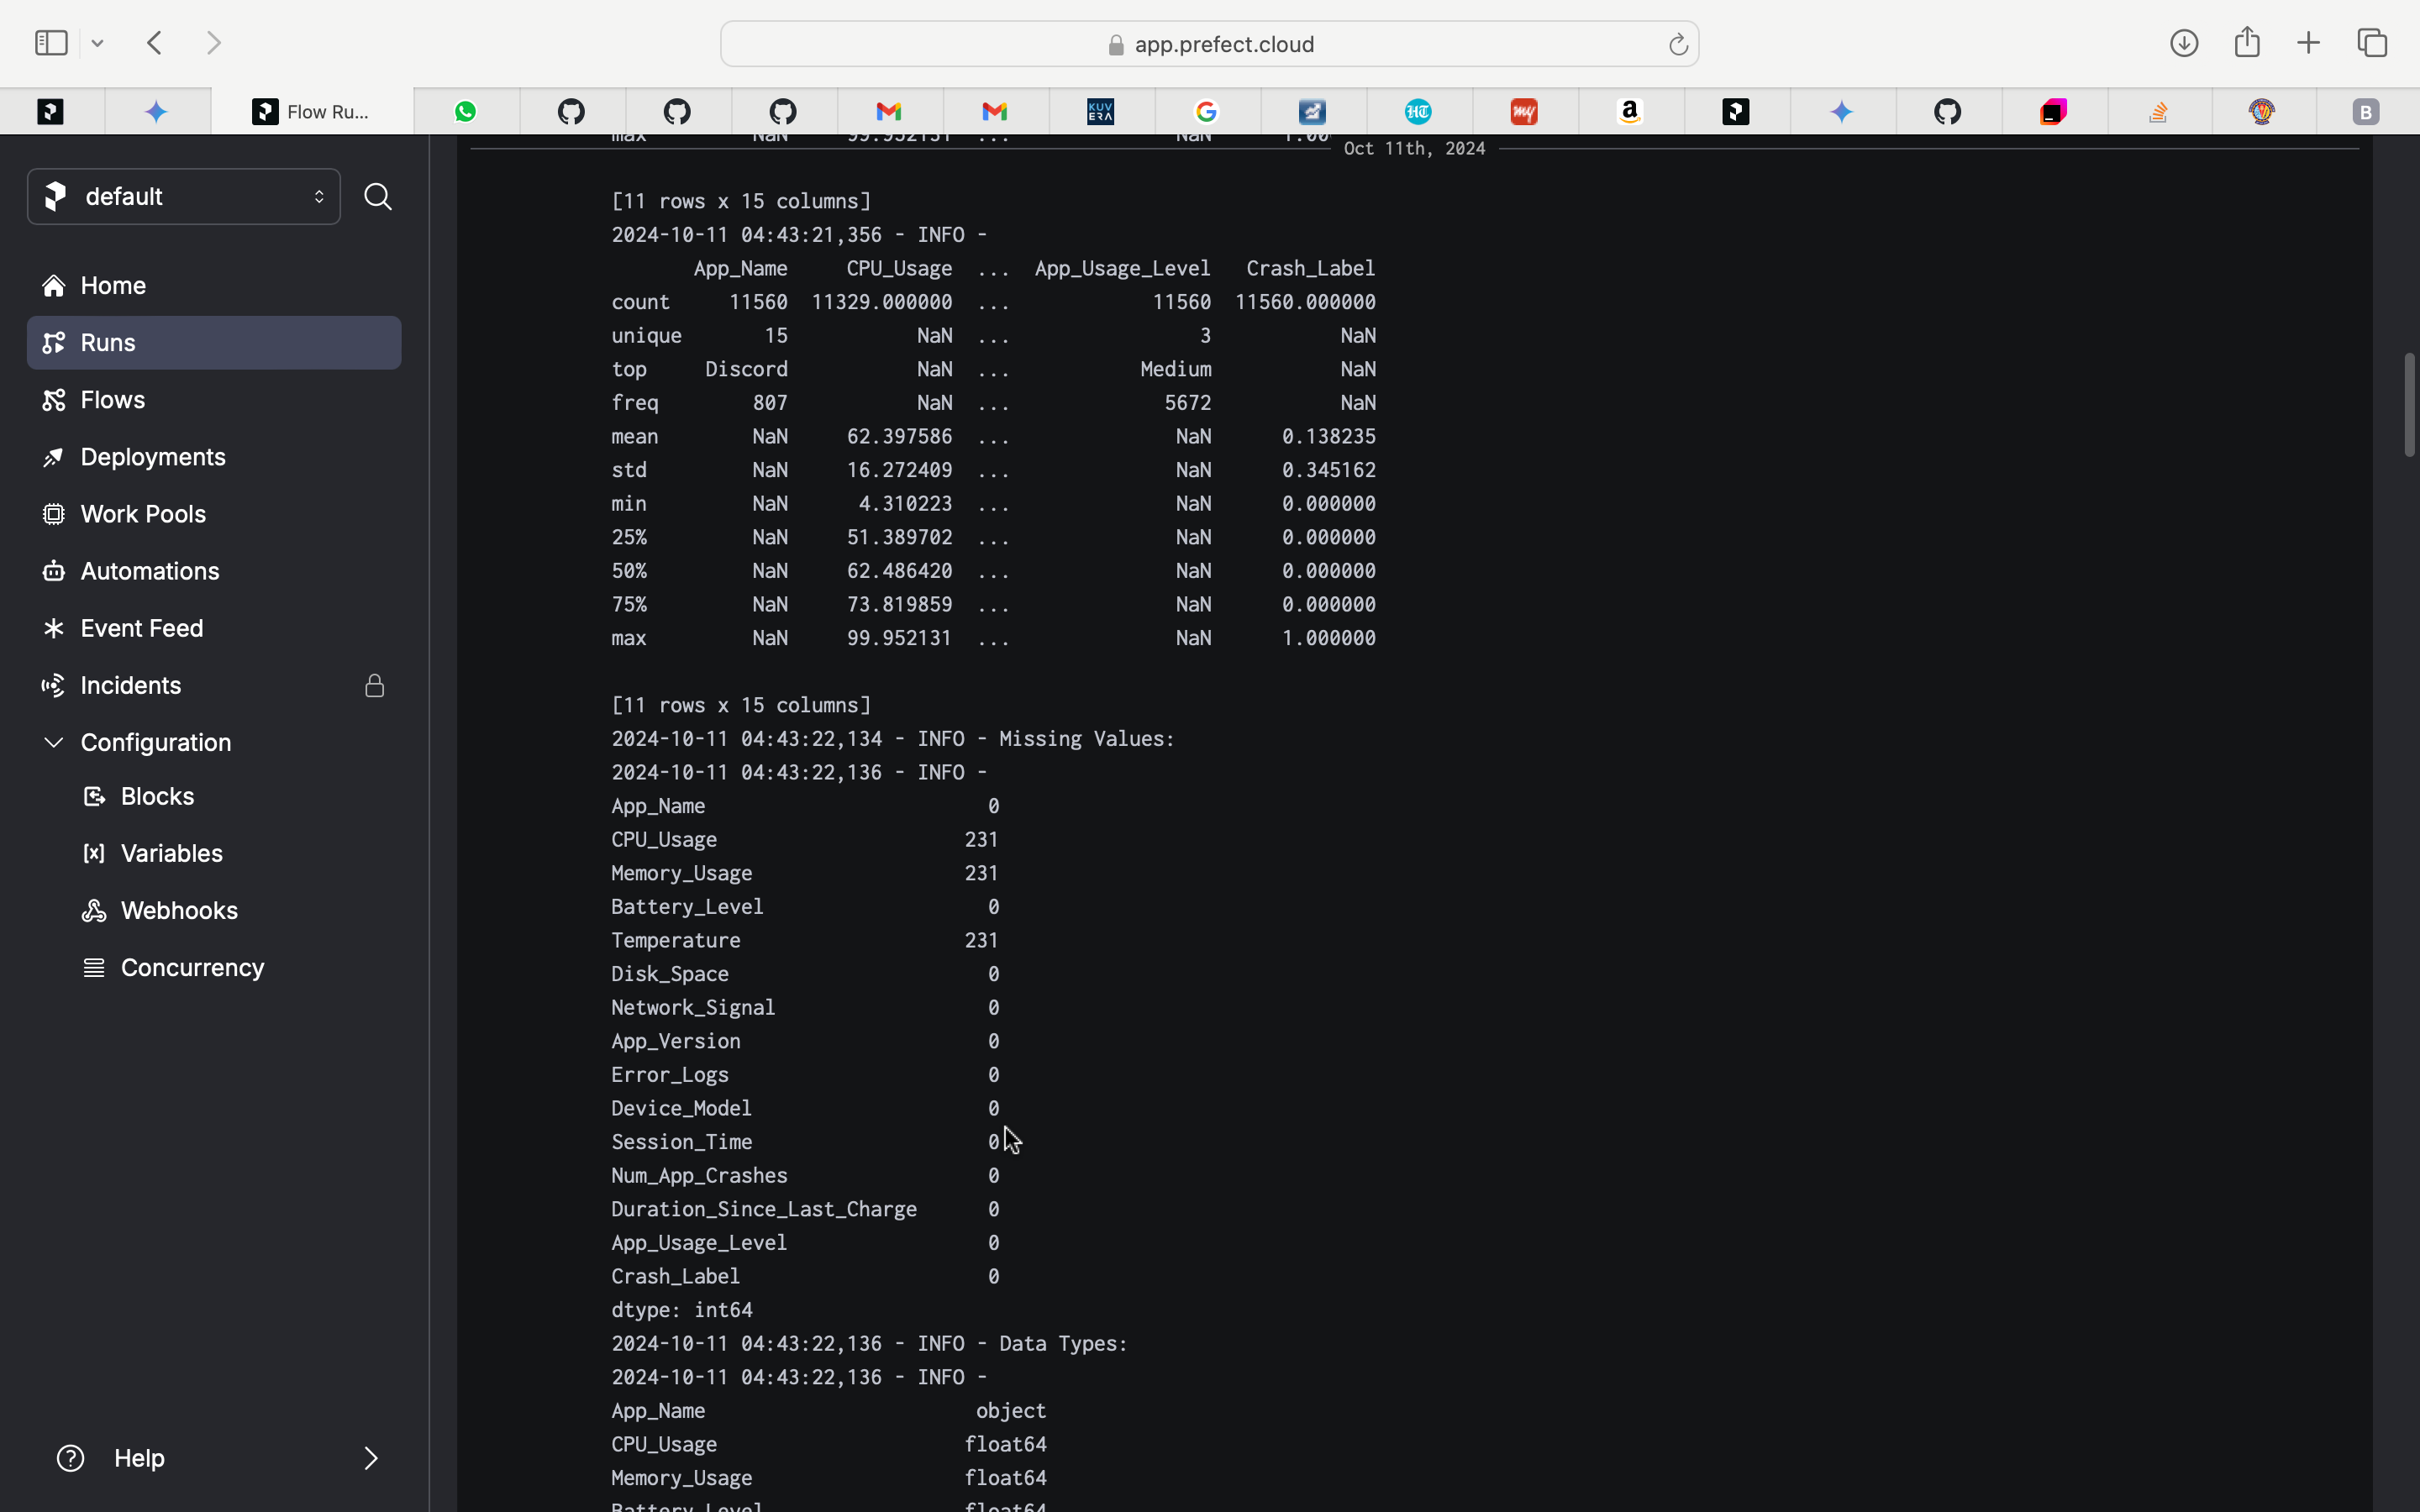 app.prefect.cloud
Flow Ru...
KUV
ERA
HT
my
a
B
default
Home
Runs
Flows
Deployments
Work Pools
Automations
Event Feed
Incidents
Configuration
Blocks
Variables
Webhooks
Concurrency
Help
max NaN 99.952131 ... NaN 1.00
Oct 11th, 2024
[11 rows x 15 columns]
2024-10-11 04:43:21,356 - INFO -
App_Name CPU_Usage ... App_Usage_Level Crash_Label
count 11560 11329.000000 ... 11560 11560.000000
unique 15 NaN ... 3 NaN
top Discord NaN ... Medium NaN
freq 807 NaN ... 5672 NaN
mean NaN 62.397586 ... NaN 0.138235
std NaN 16.272409 ... NaN 0.345162
min NaN 4.310223 ... NaN 0.000000
25% NaN 51.389702 ... NaN 0.000000
50% NaN 62.486420 ... NaN 0.000000
75% NaN 73.819859 ... NaN 0.000000
max NaN 99.952131 ... NaN 1.000000
[11 rows x 15 columns]
2024-10-11 04:43:22,134 - INFO - Missing Values:
2024-10-11 04:43:22,136 - INFO -
App_Name 0
CPU_Usage 231
Memory_Usage 231
Battery_Level 0
Temperature 231
Disk_Space 0
Network_Signal 0
App_Version 0
Error_Logs 0
Device_Model 0
Session_Time 0
Num_App_Crashes 0
Duration_Since_Last_Charge 0
App_Usage_Level 0
Crash_Label 0
dtype: int64
2024-10-11 04:43:22,136 - INFO - Data Types:
2024-10-11 04:43:22,136 - INFO -
App_Name object
CPU_Usage float64
Memory_Usage float64
Battery_Level float64